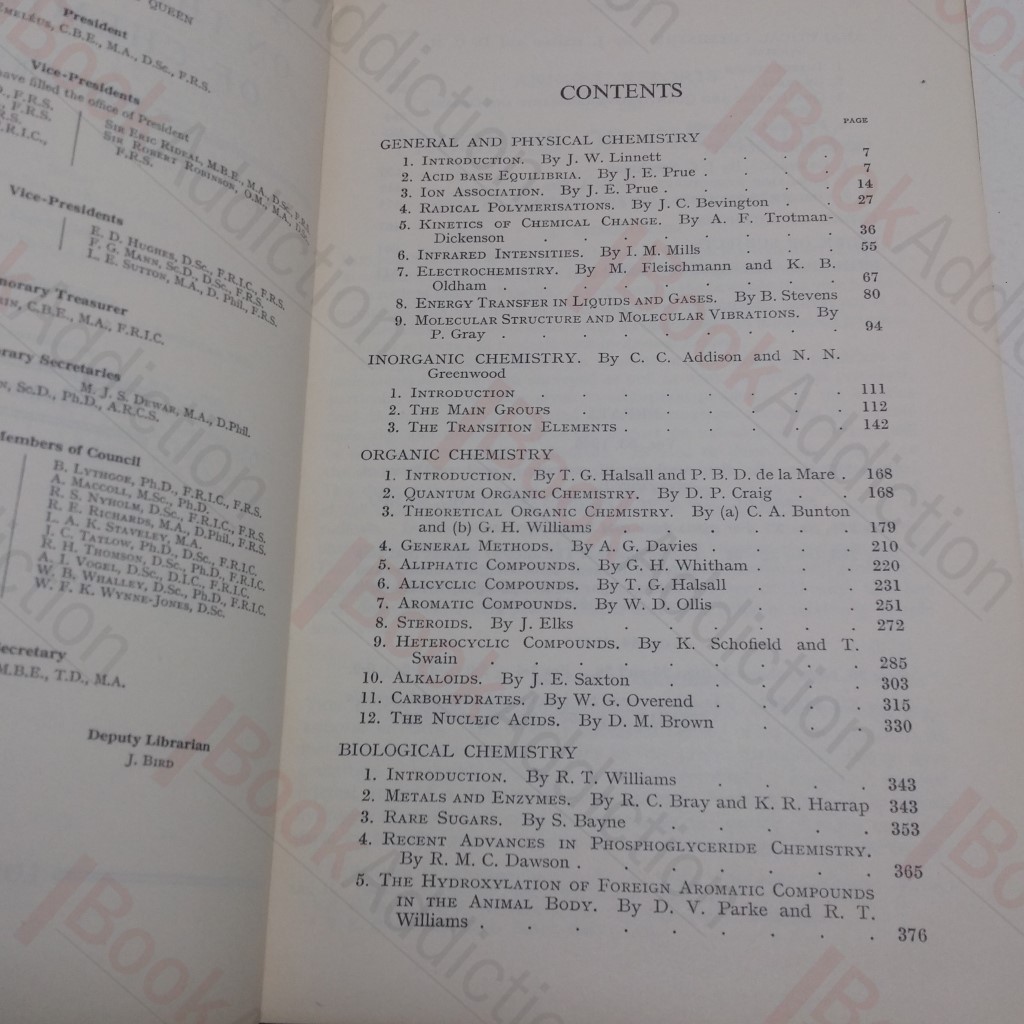 QUEEN
President
C.B.E., M.A., D.Sc., F.R.S.
Vice-Presidents
have filled the office of President
F.R.S.
F.R.S.
Sir Eric Rideal, M.B.E., M.A., D.Sc., F.R.S.
Sir Robert Robinson, O.M., M.A., D.Sc.
F.R.S.
Vice-Presidents
E. D. Hughes, D.Sc., F.R.I.C., F.R.S.
F. G. Mann, Sc.D., D.Sc., F.R.S.
L. E. Sutton, M.A., D. Phil., F.R.S.
Treasurer
C.B.E., M.A., F.R.I.C.
Secretaries
M. J. S. Dewar, M.A., D.Phil.
Sc.D., Ph.D., A.R.C.S.
Members of Council
B. Lythgoe, Ph.D., F.R.I.C., F.R.S.
A. Maccoll, M.Sc., Ph.D.
R. S. Nyholm, D.Sc., F.R.I.C., F.R.S.
R. E. Richards, M.A., D.Phil., F.R.S.
L. A. K. Staveley, M.A.
J. C. Tatlow, Ph.D., D.Sc., F.R.I.C.
R. H. Thomson, D.Sc., Ph.D., F.R.I.C.
A. I. Vogel, D.Sc., D.I.C., F.R.I.C.
W. B. Whalley, D.Sc., Ph.D., F.R.I.C.
W. F. K. Wynne-Jones, D.Sc.
Secretary
M.B.E., T.D., M.A.
Deputy Librarian
J. Bird
CONTENTS
PAGE
GENERAL AND PHYSICAL CHEMISTRY
1. Introduction. By J. W. Linnett . . . . . 7
2. Acid base Equilibria. By J. E. Prue . . . . . 7
3. Ion Association. By J. E. Prue . . . . . 14
4. Radical Polymerisations. By J. C. Bevington . . 27
5. Kinetics of Chemical Change. By A. F. Trotman-
Dickenson . . . . . . . . 36
6. Infrared Intensities. By I. M. Mills . . . . 55
7. Electrochemistry. By M. Fleischmann and K. B.
Oldham . . . . . . . . . 67
8. Energy Transfer in Liquids and Gases. By B. Stevens 80
9. Molecular Structure and Molecular Vibrations. By
P. Gray . . . . . . . . . 94
INORGANIC CHEMISTRY. By C. C. Addison and N. N.
Greenwood
1. Introduction . . . . . . . . 111
2. The Main Groups . . . . . . . 112
3. The Transition Elements . . . . . . 142
ORGANIC CHEMISTRY
1. Introduction. By T. G. Halsall and P. B. D. de la Mare . 168
2. Quantum Organic Chemistry. By D. P. Craig . . . 168
3. Theoretical Organic Chemistry. By (a) C. A. Bunton
and (b) G. H. Williams . . . . . . 179
4. General Methods. By A. G. Davies . . . . 210
5. Aliphatic Compounds. By G. H. Whitham . . . 220
6. Alicyclic Compounds. By T. G. Halsall . . . 231
7. Aromatic Compounds. By W. D. Ollis . . . 251
8. Steroids. By J. Elks . . . . . . 272
9. Heterocyclic Compounds. By K. Schofield and T.
Swain . . . . . . . . . 285
10. Alkaloids. By J. E. Saxton . . . . . 303
11. Carbohydrates. By W. G. Overend . . . . 315
12. The Nucleic Acids. By D. M. Brown . . . . 330
BIOLOGICAL CHEMISTRY
1. Introduction. By R. T. Williams . . . . . 343
2. Metals and Enzymes. By R. C. Bray and K. R. Harrap 343
3. Rare Sugars. By S. Bayne . . . . . . 353
4. Recent Advances in Phosphoglyceride Chemistry.
By R. M. C. Dawson . . . . . . . 365
5. The Hydroxylation of Foreign Aromatic Compounds
in the Animal Body. By D. V. Parke and R. T.
Williams . . . . . . . . . 376
BookAddiction